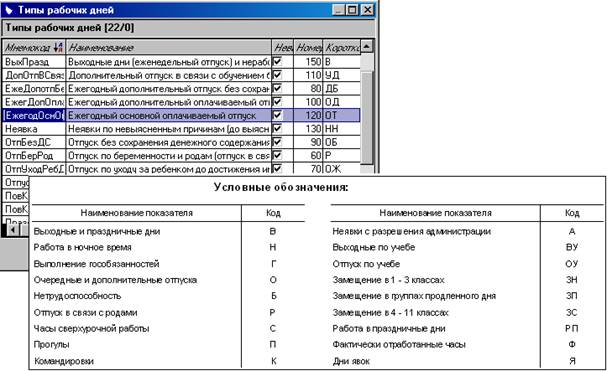 Типы рабочих дней
Типы рабочих дней [22/0]
Мнемокод Наименование Нея Номер Коротко
ВыхПразд Выходные дни (еженедельный отпуск) и нерабо 150 В
ДопОтпВСвяз Дополнительный отпуск в связи с обучением б 110 УД
ЕжеДопотпБе Ежегодный дополнительный отпуск без сохран 80 ДБ
ЕжегДопОпла Ежегодный дополнительный оплачиваемый отп 100 ОД
ЕжегодОсно Ежегодный основной оплачиваемый отпуск 120 ОТ
Неявка Неявки по невыясненным причинам (до выясн 130 НН
ОтпБезДС Отпуск без сохранения денежного содержания 90 ОБ
ОтпБерРод Отпуск по беременности и родам (отпуск в свя 60 Р
ОтпУходРебД Отпуск по уходу за ребенком до достижения и 70 ОЖ
Отпус
ПовК
ПовК
Празд
Условные обозначения:
Наименование показателя Код Наименование показателя Код
Выходные и праздничные дни В Неявки с разрешения администрации А
Работа в ночное время Н Выходные по учебе ВУ
Выполнение гособязанностей Г Отпуск по учебе ОУ
Очередные и дополнительные отпуска О Замещение в 1 - 3 классах ЗН
Нетрудоспособность Б Замещение в группах продленного дня ЗП
Отпуск в связи с родами Р Замещение в 4 - 11 классах ЗС
Часы сверхурочной работы С Работа в праздничные дни РП
Прогулы П Фактически отработанные часы Ф
Командировки К Дни явок Я